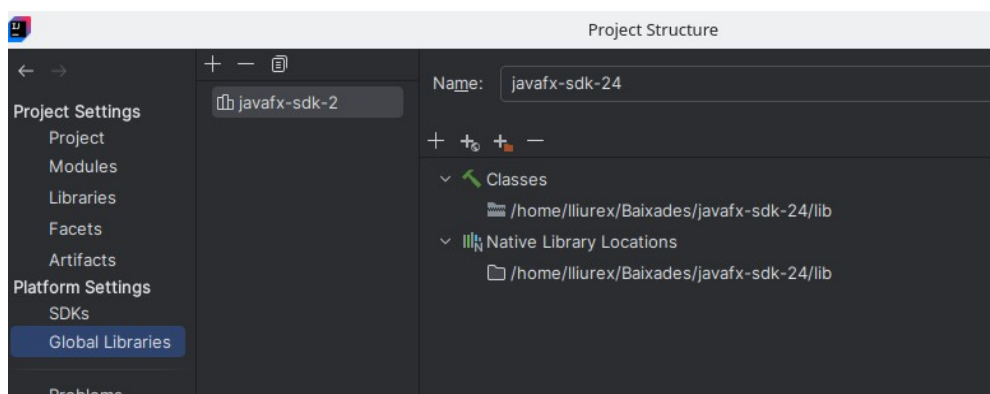 Project Structure
Project Settings
Project
Modules
Libraries
Facets
Artifacts
Platform Settings
SDKs
Global Libraries
Problems
javafx-sdk-2
Name: javafx-sdk-24
Classes
/home/lliurex/Baixades/javafx-sdk-24/lib
Native Library Locations
/home/lliurex/Baixades/javafx-sdk-24/lib